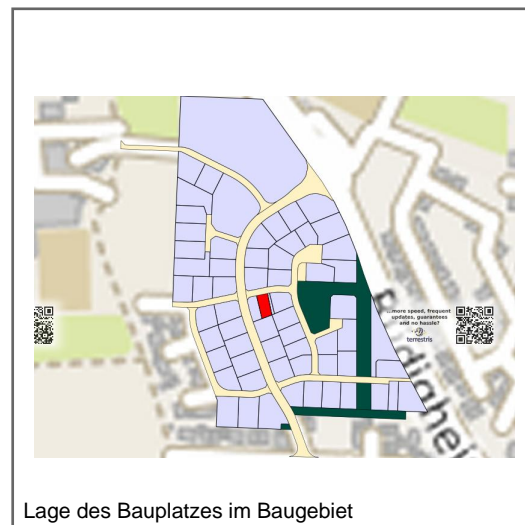 ...more speed, frequent
updates, guarantees
and no hassle?
terrestris
Lage des Bauplatzes im Baugebiet